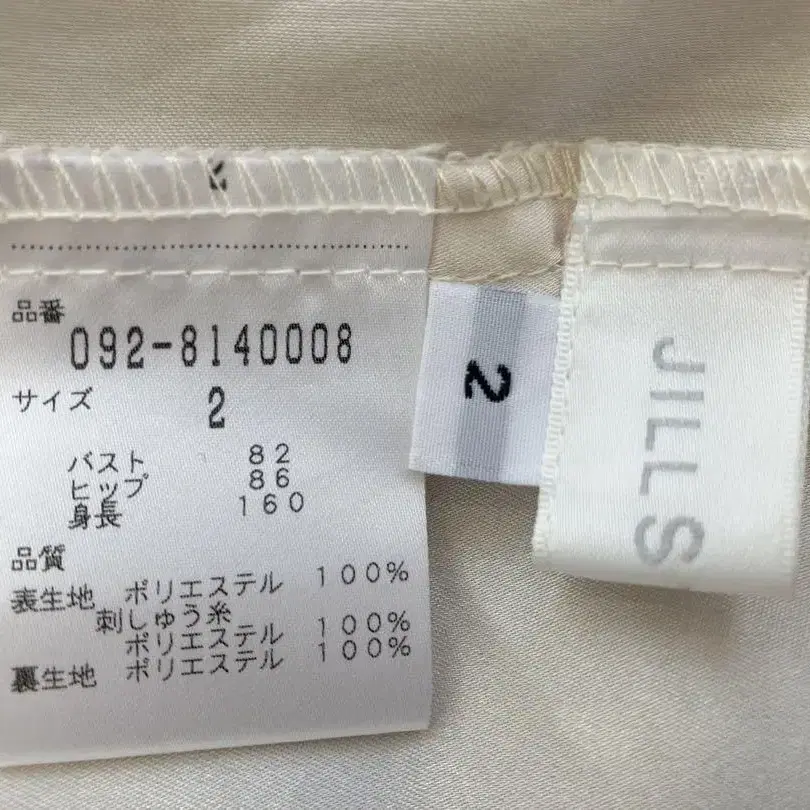 品番
092-8140008
サイズ 2
バスト 82
ヒップ 86
身長 160
品質
表生地 ポリエステル 100%
刺しゅう糸
ポリエステル 100%
裏生地 ポリエステル 100%
2
JILLS